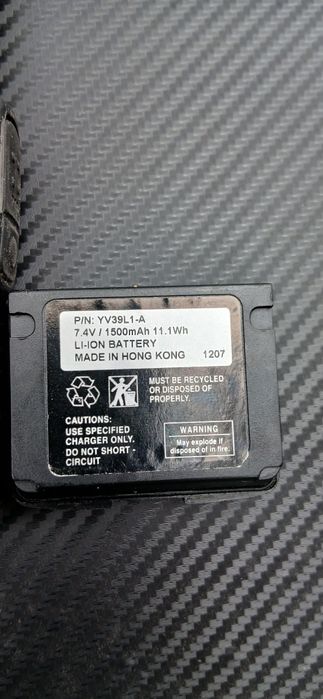 P/N: YV39L1-A
7.4V / 1500mAh 11.1Wh
LI-ION BATTERY
MADE IN HONG KONG 1207
MUST BE RECYCLED
OR DISPOSED OF
PROPERLY.
CAUTIONS:
USE SPECIFIED
CHARGER ONLY.
DO NOT SHORT -
CIRCUIT
WARNING
May explode if
disposed of in fire.